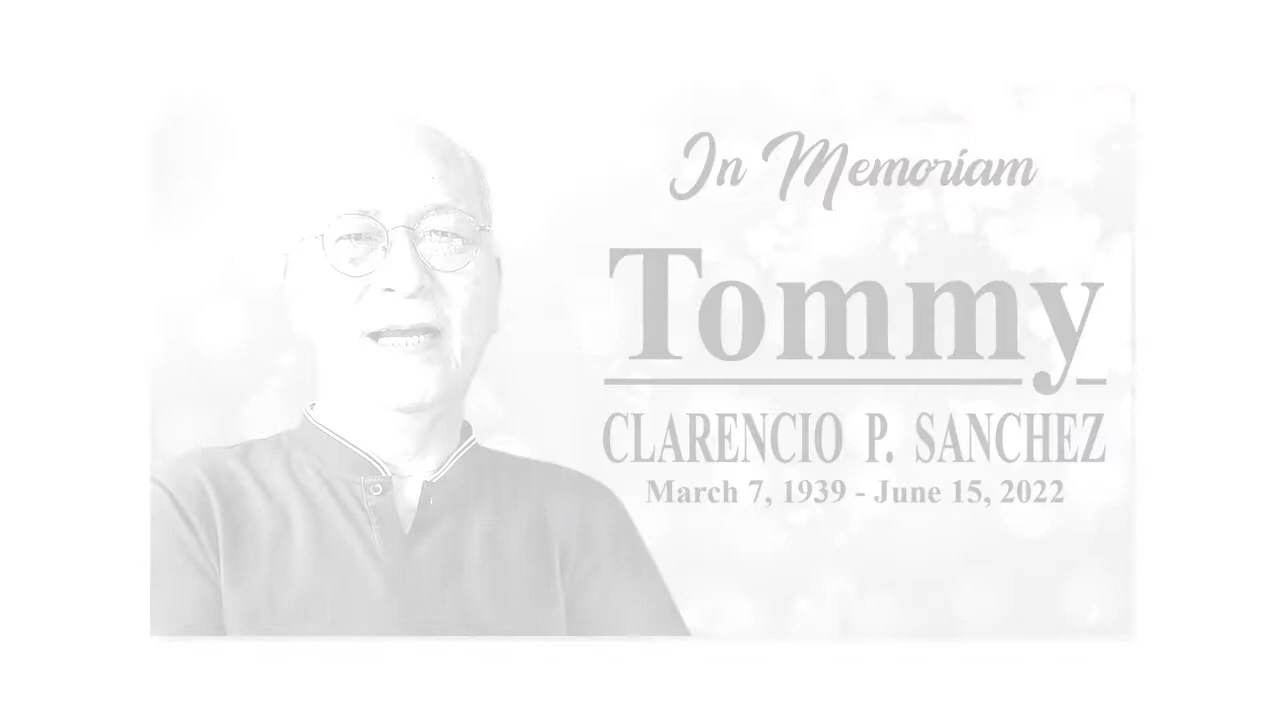 In Memoriam
Tommy
CLARENCIO P. SANCHEZ
March 7, 1939 - June 15, 2022